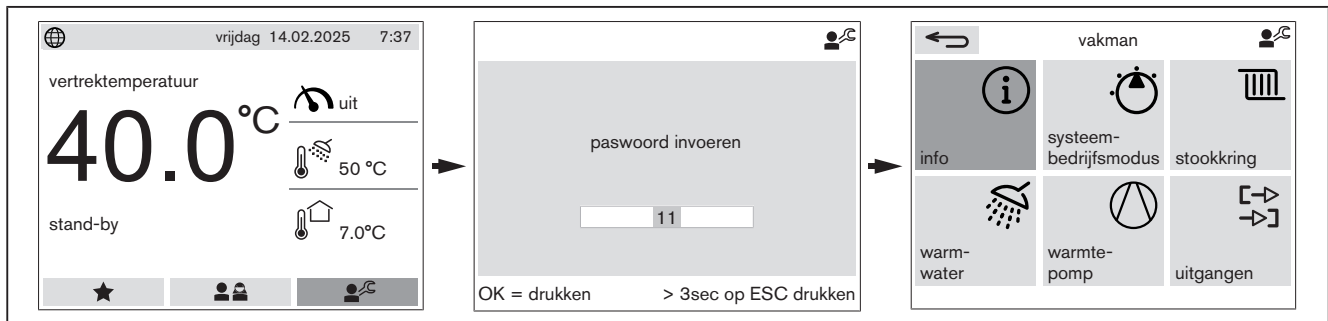 vrijdag 14.02.2025 7:37
vertrektemperatuur
40.0°C
stand-by
uit
50 °C
7.0°C
paswoord invoeren
11
OK = drukken > 3sec op ESC drukken
vakman
info
systeem-
bedrijfsmodus
stookkring
warm-
water
warmte-
pomp
uitgangen